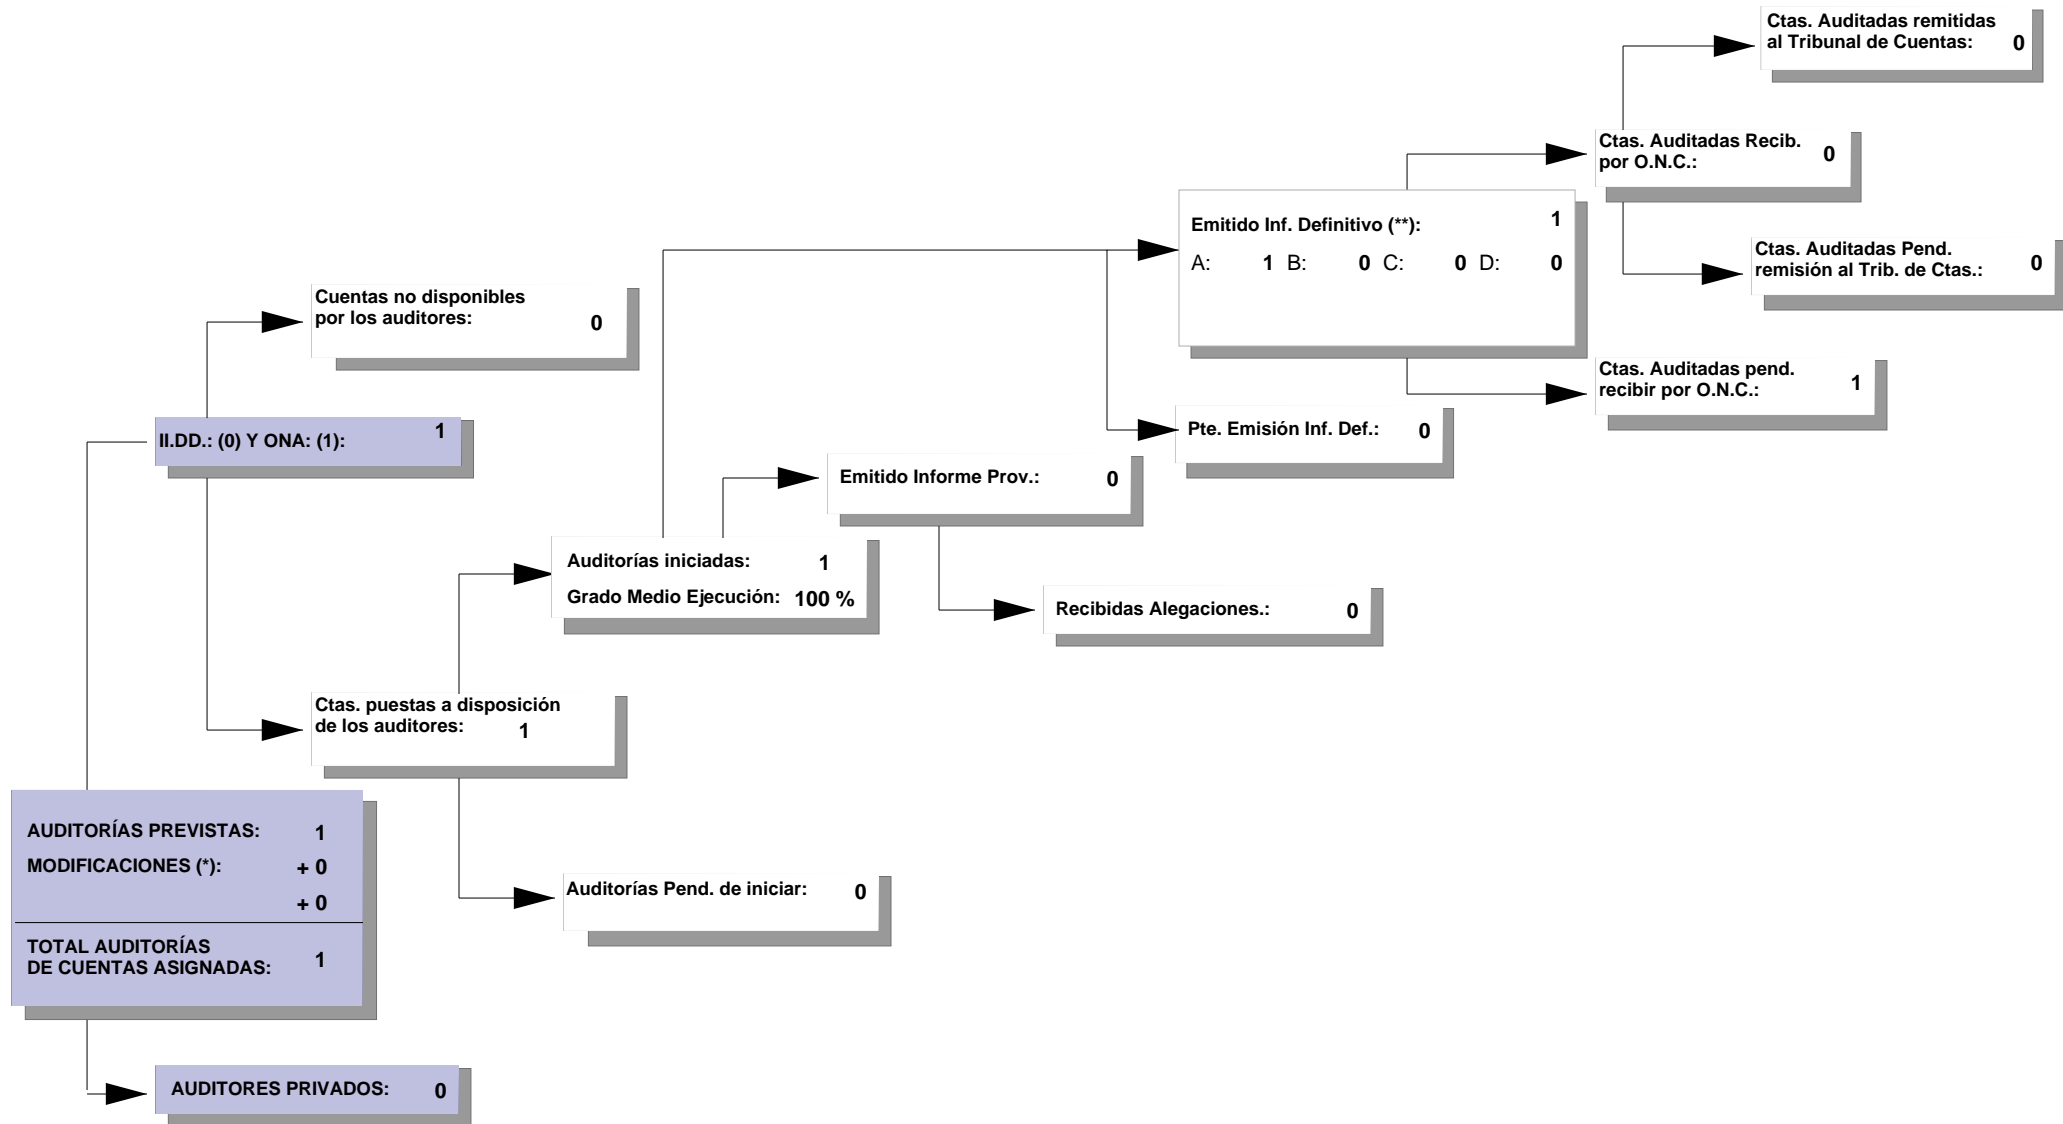 Ctas. Auditadas remitidas
al Tribunal de Cuentas: 0
Ctas. Auditadas Recib.
por O.N.C.: 0
Emitido Inf. Definitivo (**): 1
A: 1 B: 0 C: 0 D: 0
Ctas. Auditadas Pend.
remisión al Trib. de Ctas.: 0
Cuentas no disponibles
por los auditores: 0
Ctas. Auditadas pend.
recibir por O.N.C.: 1
II.DD.: (0) Y ONA: (1): 1
Pte. Emisión Inf. Def.: 0
Emitido Informe Prov.: 0
Auditorías iniciadas: 1
Grado Medio Ejecución: 100 %
Recibidas Alegaciones.: 0
Ctas. puestas a disposición
de los auditores: 1
AUDITORÍAS PREVISTAS: 1
MODIFICACIONES (*): + 0
+ 0
TOTAL AUDITORÍAS
DE CUENTAS ASIGNADAS: 1
Auditorías Pend. de iniciar: 0
AUDITORES PRIVADOS: 0